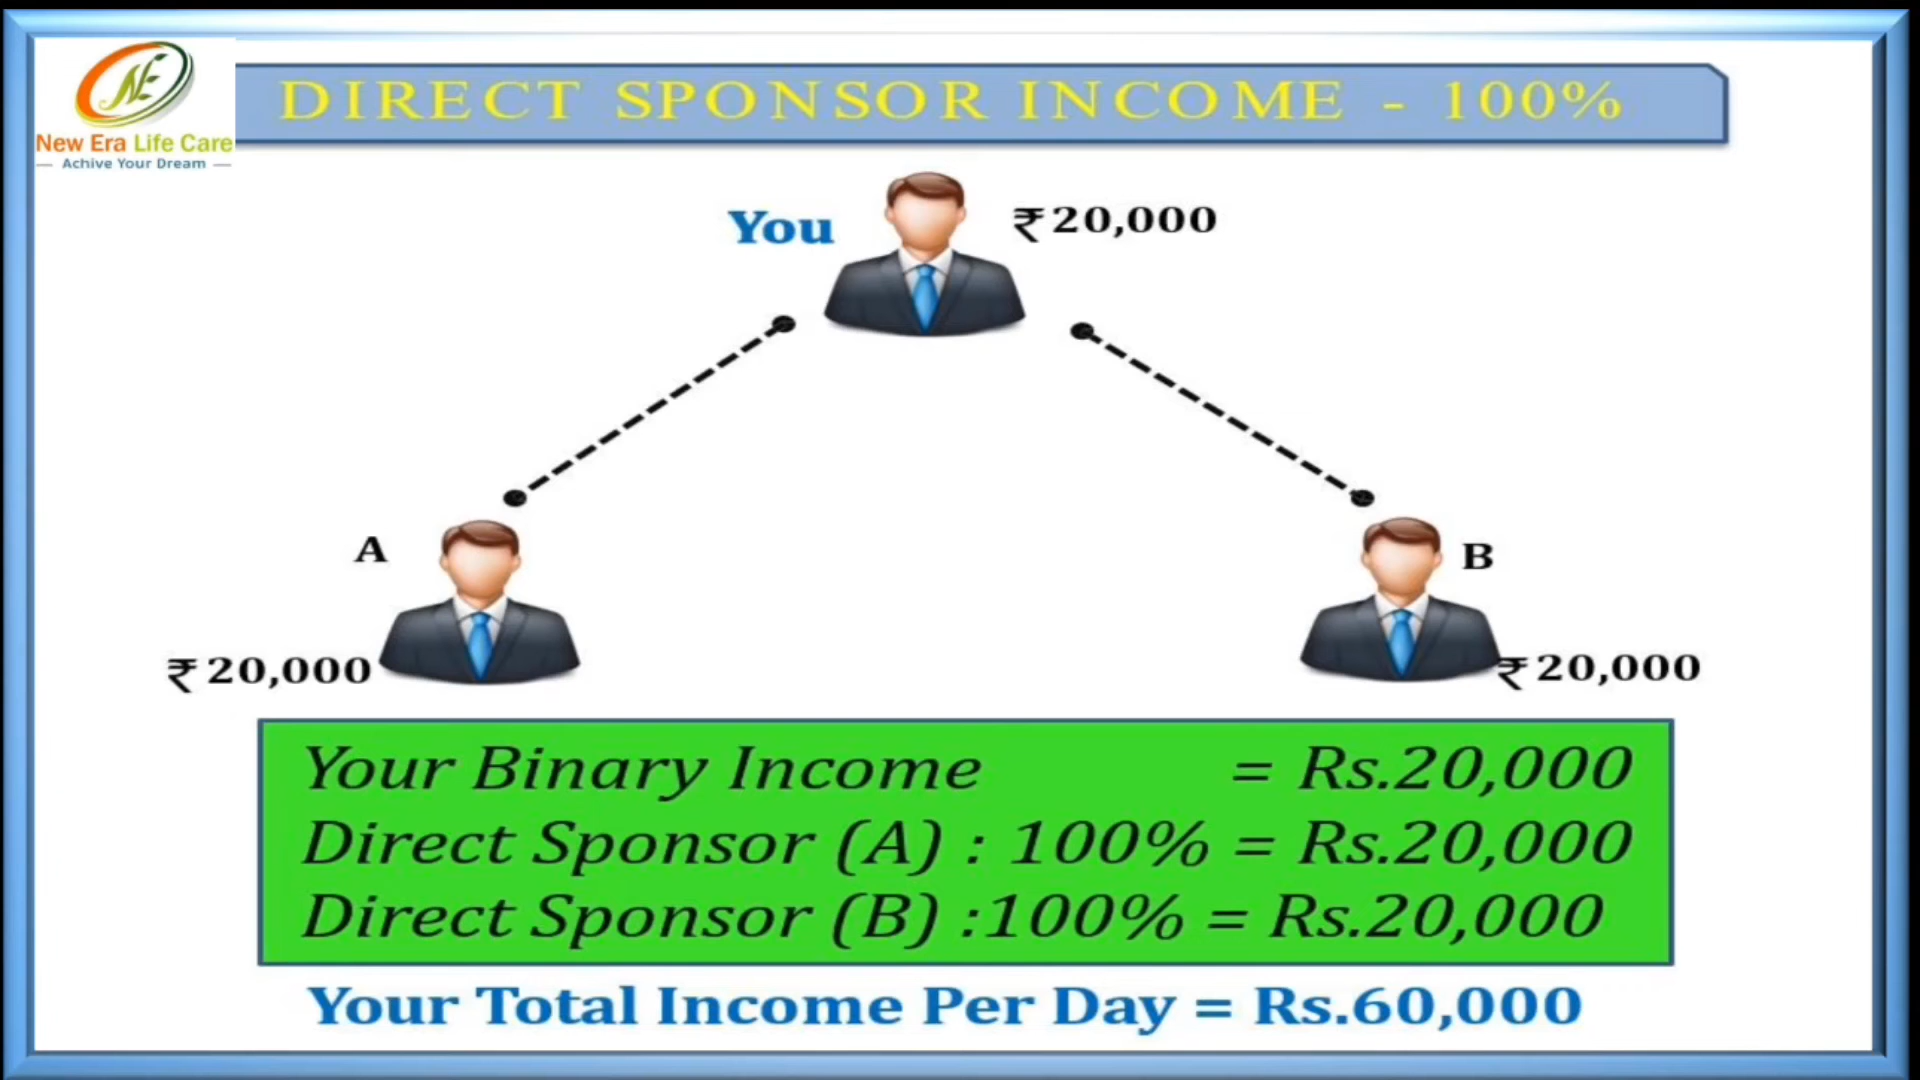 DIRECT SPONSOR INCOME - 100%
New Era Life Care
Achive Your Dream
You
₹20,000
A
B
₹20,000
₹20,000
Your Binary Income = Rs.20,000
Direct Sponsor (A) : 100% = Rs.20,000
Direct Sponsor (B) :100% = Rs.20,000
Your Total Income Per Day = Rs.60,000